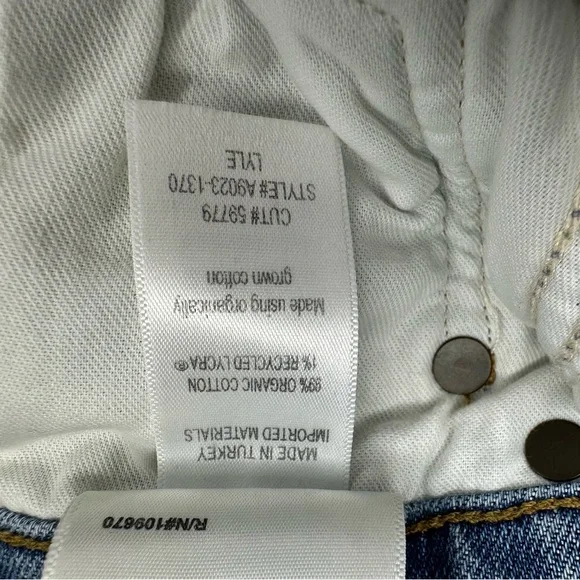 MADE IN TURKEY
IMPORTED MATERIALS
99% ORGANIC COTTON
1% RECYCLED LYCRA®
Made using organically
grown cotton
CUT# 59779
STYLE# A9023-1370
LYLE
R/N#109670